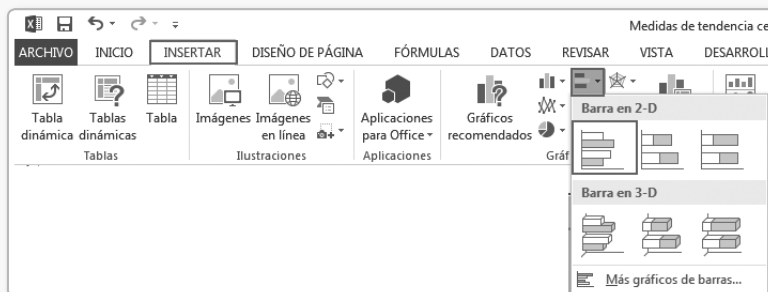 Medidas de tendencia ce
ARCHIVO INICIO INSERTAR DISEÑO DE PÁGINA FÓRMULAS DATOS REVISAR VISTA DESARROLL
Tabla dinámica
Tablas dinámicas
Tabla
Tablas
Imágenes
Imágenes en línea
Ilustraciones
Aplicaciones para Office
Aplicaciones
Gráficos recomendados
Gráf
Barra en 2-D
Barra en 3-D
Más gráficos de barras...